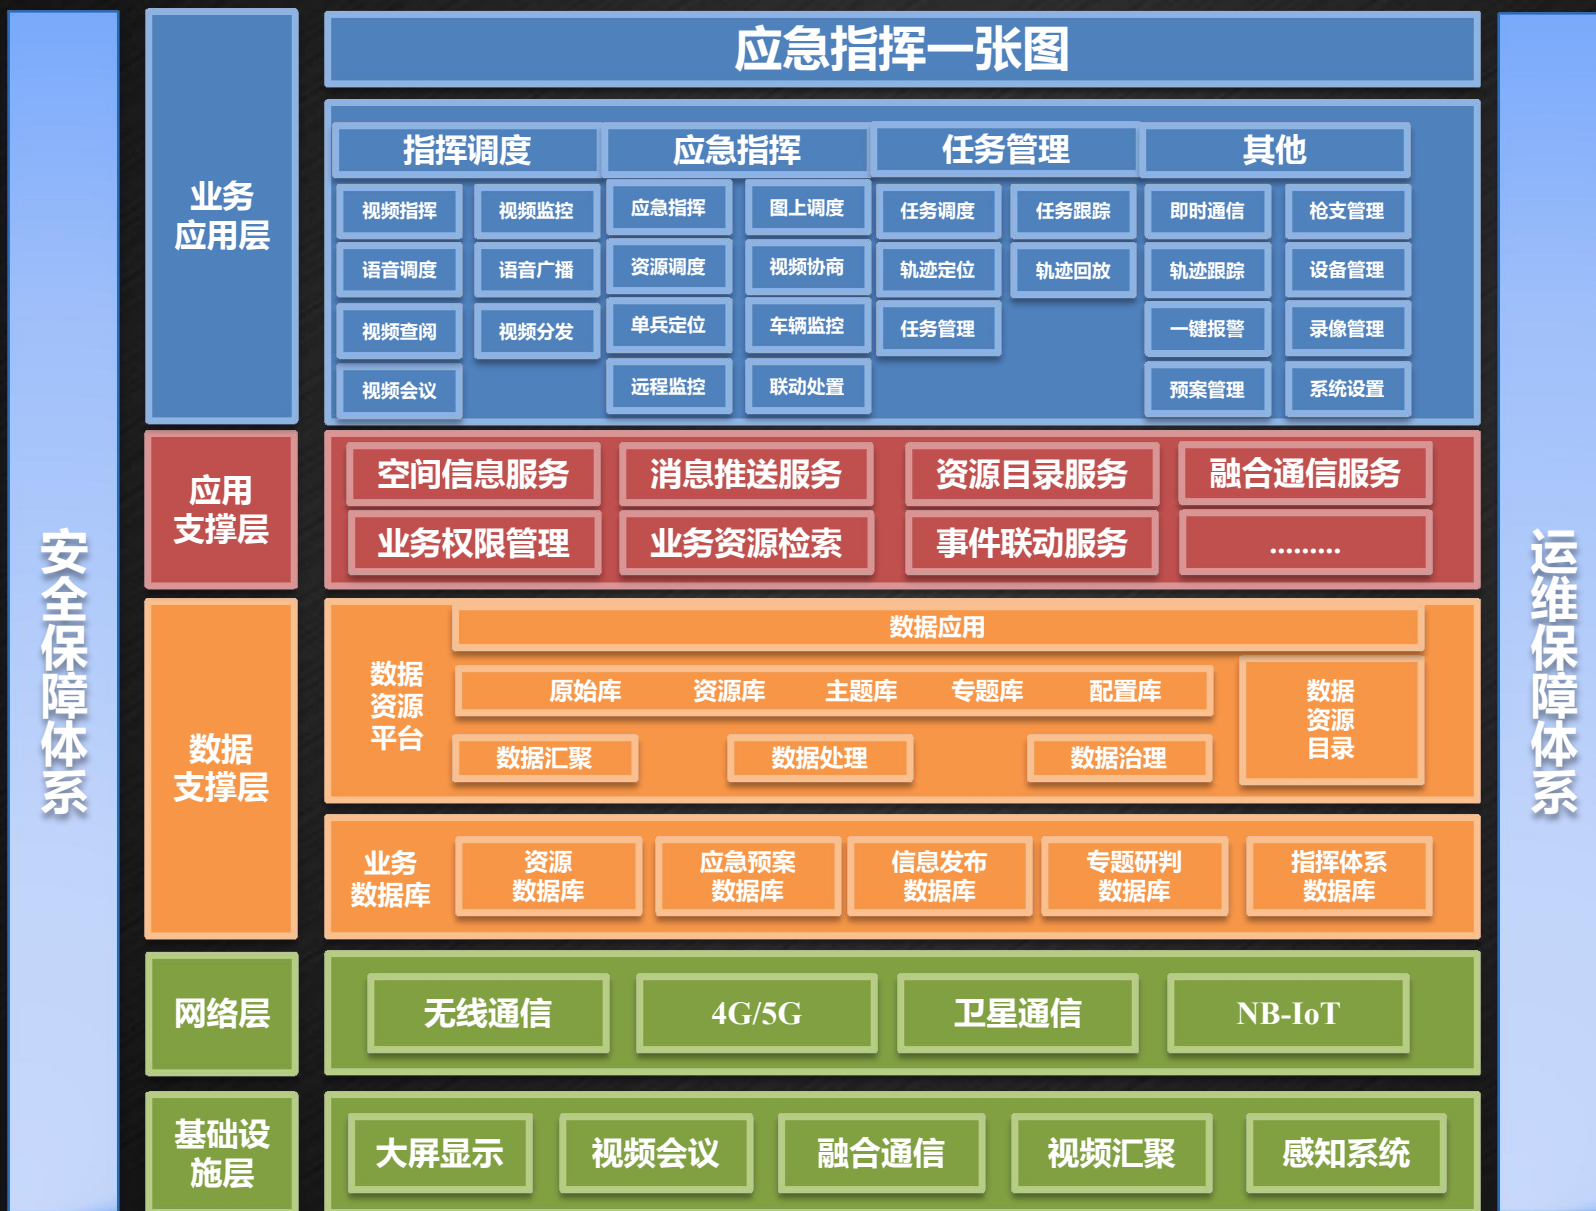 安全保障体系
业务
应用层
应急指挥一张图
指挥调度
应急指挥
任务管理
其他
视频指挥
视频监控
应急指挥
图上调度
任务调度
任务跟踪
即时通信
枪支管理
语音调度
语音广播
资源调度
视频协商
轨迹定位
轨迹回放
轨迹跟踪
设备管理
视频查阅
视频分发
单兵定位
车辆监控
任务管理
一键报警
录像管理
视频会议
远程监控
联动处置
预案管理
系统设置
应用
支撑层
空间信息服务
消息推送服务
资源目录服务
融合通信服务
业务权限管理
业务资源检索
事件联动服务
.........
数据
支撑层
数据
资源
平台
数据应用
原始库
资源库
主题库
专题库
配置库
数据汇聚
数据处理
数据治理
数据
资源
目录
业务
数据库
资源
数据库
应急预案
数据库
信息发布
数据库
专题研判
数据库
指挥体系
数据库
网络层
无线通信
4G/5G
卫星通信
NB-IoT
基础设
施层
大屏显示
视频会议
融合通信
视频汇聚
感知系统
运维保障体系